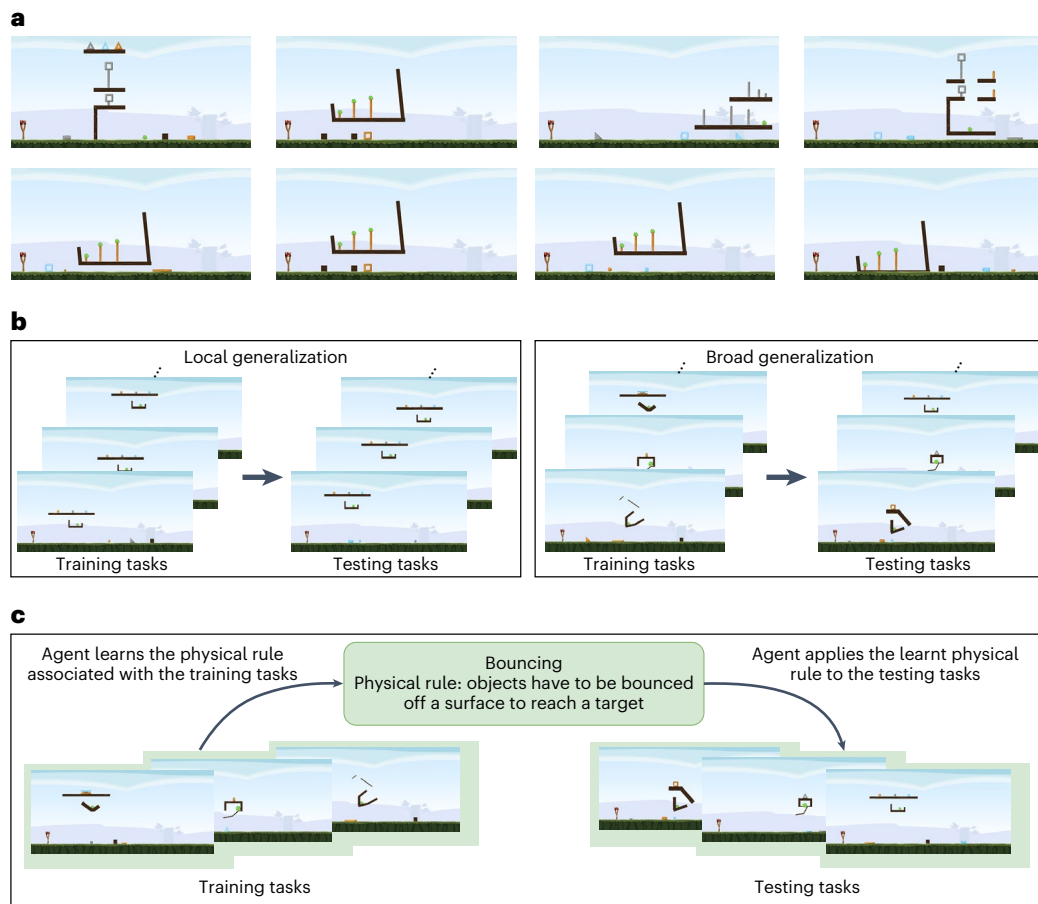 a
b
Local generalization
Broad generalization
Training tasks
Testing tasks
Training tasks
Testing tasks
c
Agent learns the physical rule
associated with the training tasks
Bouncing
Physical rule: objects have to be bounced
off a surface to reach a target
Agent applies the learnt physical
rule to the testing tasks
Training tasks
Testing tasks